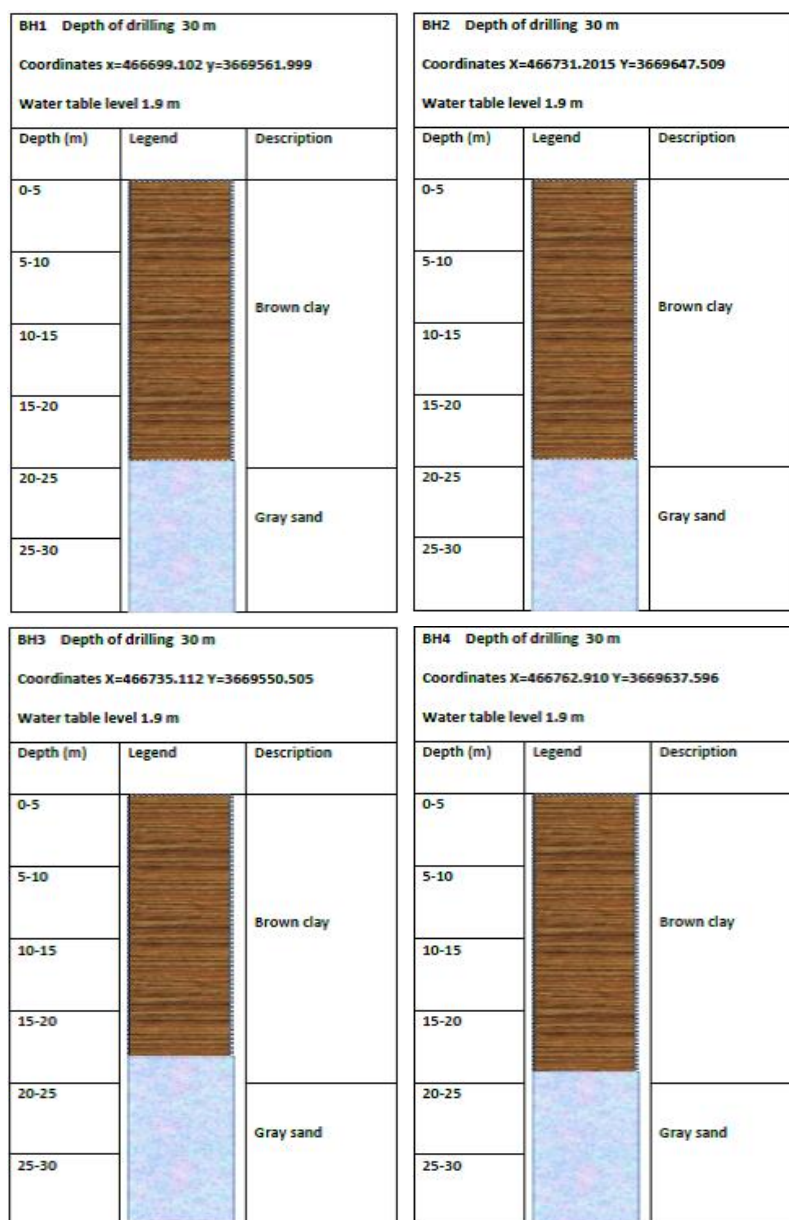 BH1 Depth of drilling 30 m
Coordinates x=466699.102 y=3669561.999
Water table level 1.9 m
Depth (m) Legend Description
0-5
5-10
Brown clay
10-15
15-20
20-25
Gray sand
25-30
BH2 Depth of drilling 30 m
Coordinates X=466731.2015 Y=3669647.509
Water table level 1.9 m
Depth (m) Legend Description
0-5
5-10
Brown clay
10-15
15-20
20-25
Gray sand
25-30
BH3 Depth of drilling 30 m
Coordinates X=466735.112 Y=3669550.505
Water table level 1.9 m
Depth (m) Legend Description
0-5
5-10
Brown clay
10-15
15-20
20-25
Gray sand
25-30
BH4 Depth of drilling 30 m
Coordinates X=466762.910 Y=3669637.596
Water table level 1.9 m
Depth (m) Legend Description
0-5
5-10
Brown clay
10-15
15-20
20-25
Gray sand
25-30